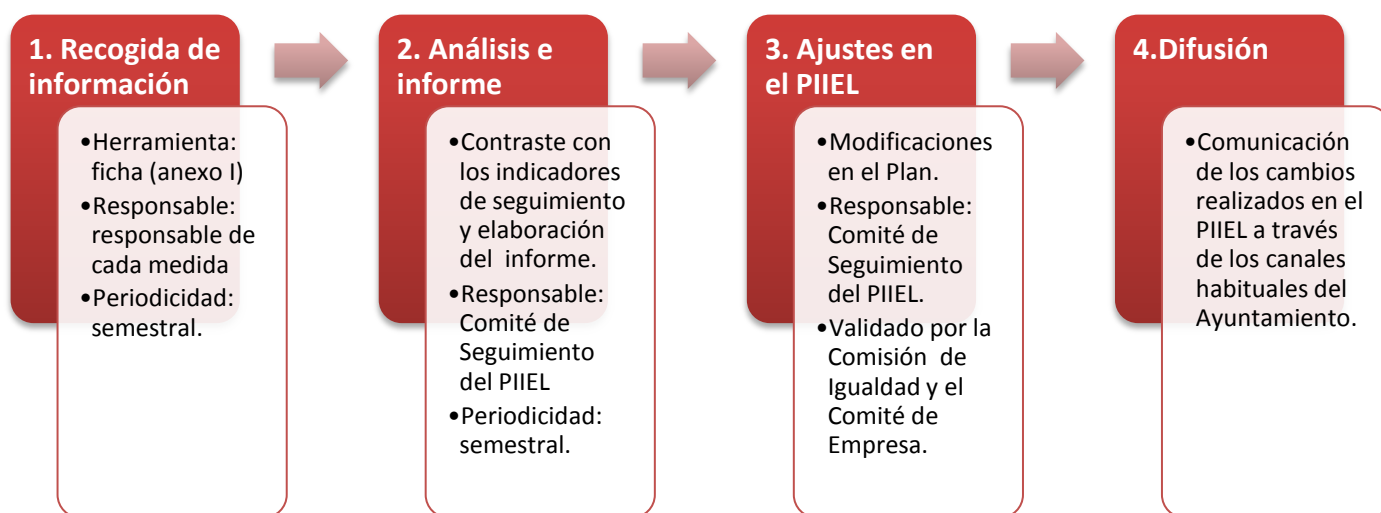 1. Recogida de
información
•Herramienta:
ficha (anexo I)
•Responsable:
responsable de
cada medida
•Periodicidad:
semestral.
2. Análisis e
informe
•Contraste con
los indicadores
de seguimiento
y elaboración
del informe.
•Responsable:
Comité de
Seguimiento
del PIIEL
•Periodicidad:
semestral.
3. Ajustes en
el PIIEL
•Modificaciones
en el Plan.
•Responsable:
Comité de
Seguimiento
del PIIEL.
•Validado por la
Comisión de
Igualdad y el
Comité de
Empresa.
4.Difusión
•Comunicación
de los cambios
realizados en el
PIIEL a través
de los canales
habituales del
Ayuntamiento.